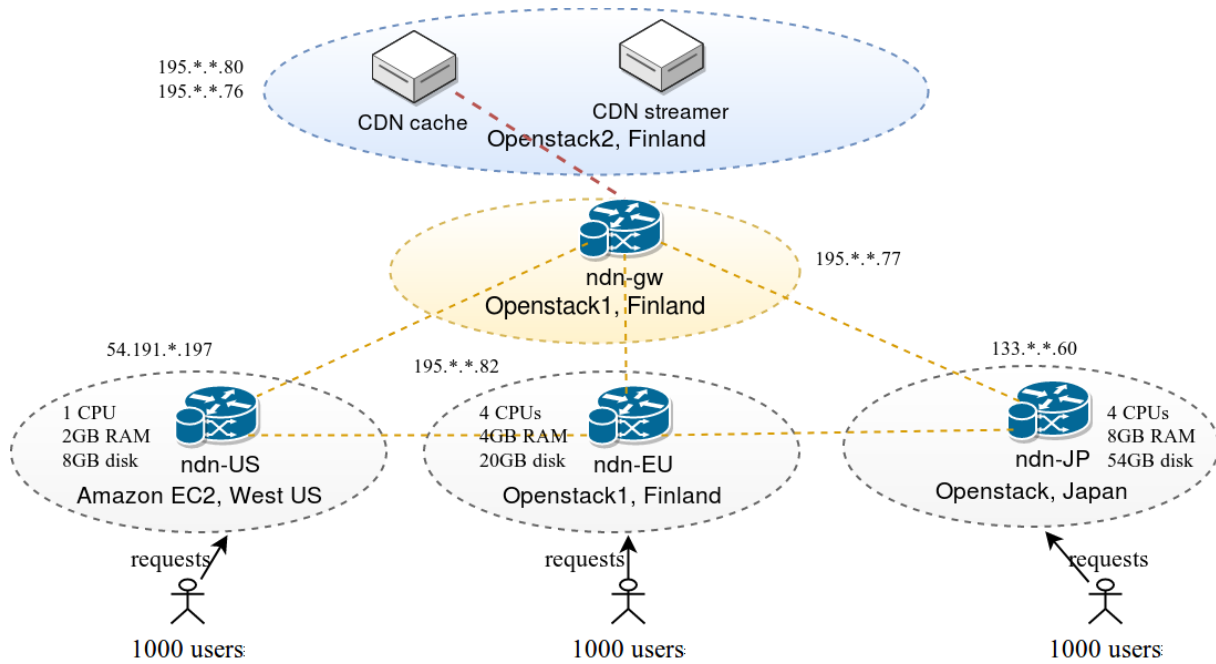 195.*.*.80
195.*.*.76
CDN cache
CDN streamer
Openstack2, Finland
195.*.*.77
ndn-gw
Openstack1, Finland
54.191.*.197
195.*.*.82
133.*.*.60
1 CPU
2GB RAM
8GB disk
ndn-US
Amazon EC2, West US
4 CPUs
4GB RAM
20GB disk
ndn-EU
Openstack1, Finland
4 CPUs
8GB RAM
54GB disk
ndn-JP
Openstack, Japan
requests
requests
requests
1000 users
1000 users
1000 users